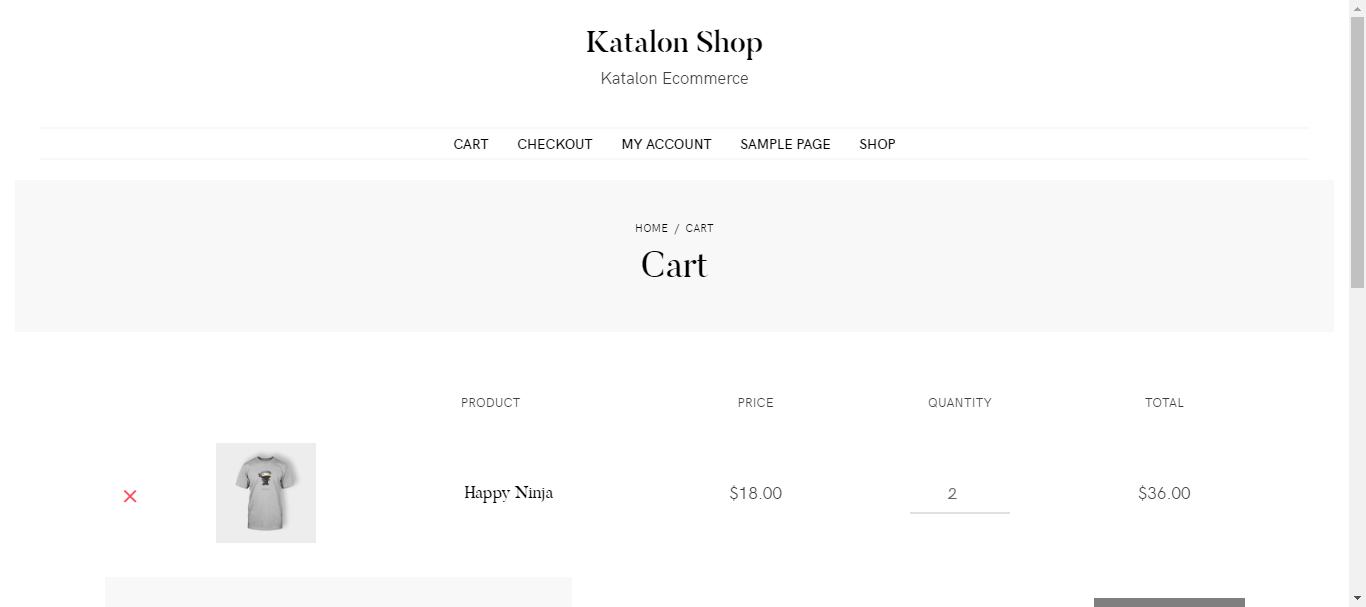 Katalon Shop
Katalon Ecommerce
CART CHECKOUT MY ACCOUNT SAMPLE PAGE SHOP
HOME / CART
Cart
PRODUCT PRICE QUANTITY TOTAL
Happy Ninja $18.00 2 $36.00